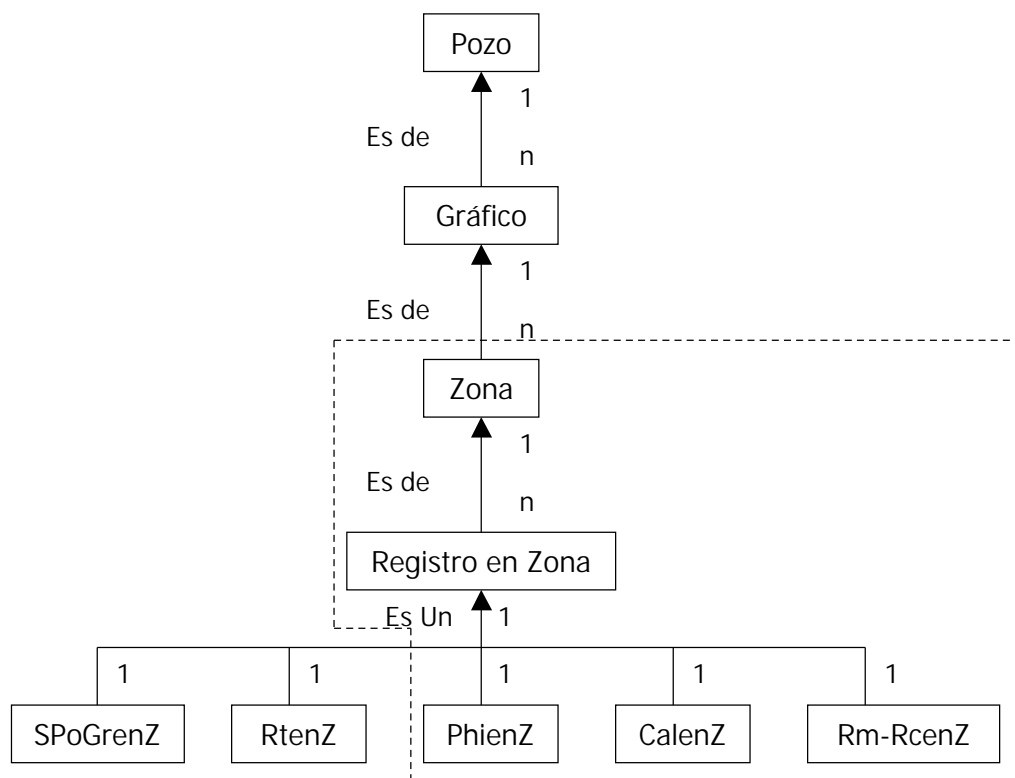 Pozo
1
Es de
n
Gráfico
1
Es de
n
Zona
1
Es de
n
Registro en Zona
Es Un 1
1 1 1 1 1
SPoGrenZ RtenZ PhienZ CalenZ Rm-RcenZ